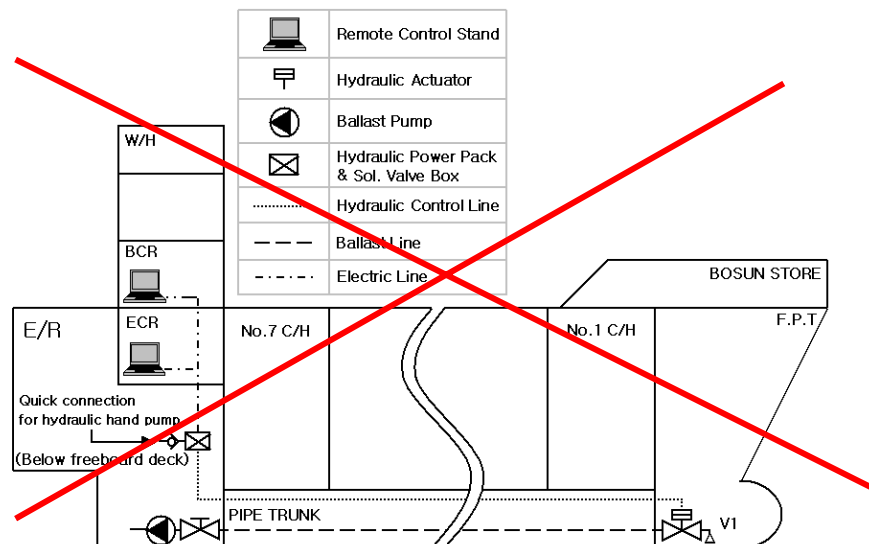 Remote Control Stand
Hydraulic Actuator
Ballast Pump
Hydraulic Power Pack
& Sol. Valve Box
Hydraulic Control Line
Ballast Line
Electric Line
W/H
BCR
BOSUN STORE
E/R
ECR
No.7 C/H
No.1 C/H
F.P.T
Quick connection
for hydraulic hand pump
(Below freeboard deck)
PIPE TRUNK
V1